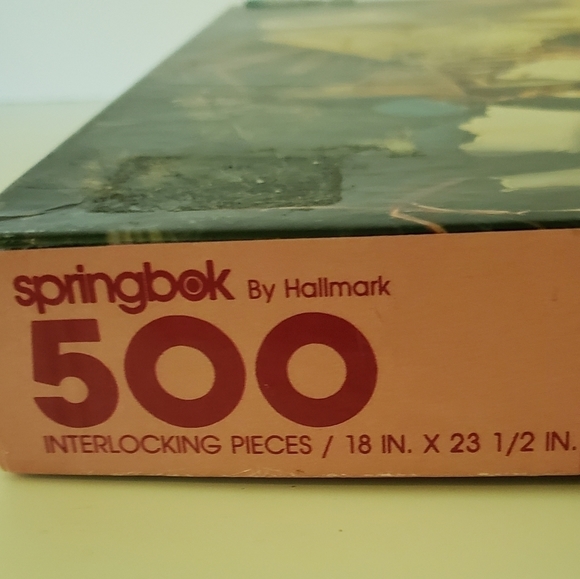 springbok By Hallmark
500
INTERLOCKING PIECES / 18 IN. X 23 1/2 IN.